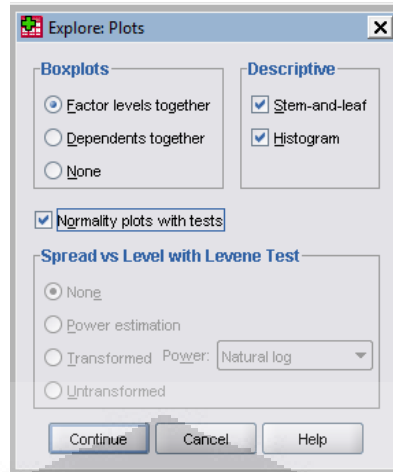 Explore: Plots
Boxplots
Factor levels together
Dependents together
None
Descriptive
Stem-and-leaf
Histogram
Normality plots with tests
Spread vs Level with Levene Test
None
Power estimation
Transformed Power: Natural log
Untransformed
Continue Cancel Help